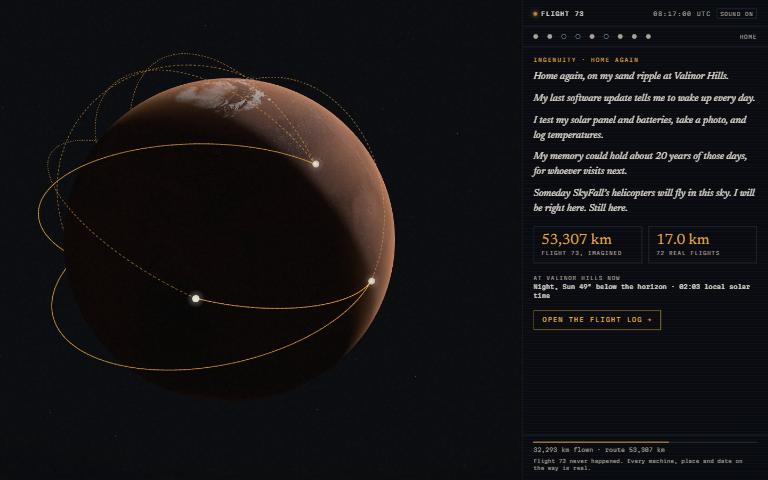 FLIGHT 73
08:17:00 UTC
SOUND ON
HOME
INGENUITY · HOME AGAIN
Home again, on my sand ripple at Valinor Hills.
My last software update tells me to wake up every day.
I test my solar panel and batteries, take a photo, and
log temperatures.
My memory could hold about 20 years of those days,
for whoever visits next.
Someday SkyFall's helicopters will fly in this sky. I will
be right here. Still here.
53,307 km
FLIGHT 73, IMAGINED
17.0 km
72 REAL FLIGHTS
AT VALINOR HILLS NOW
Night, Sun 49° below the horizon · 02:03 local solar
time
OPEN THE FLIGHT LOG →
32,293 km flown · route 53,307 km
Flight 73 never happened. Every machine, place and date on
the way is real.